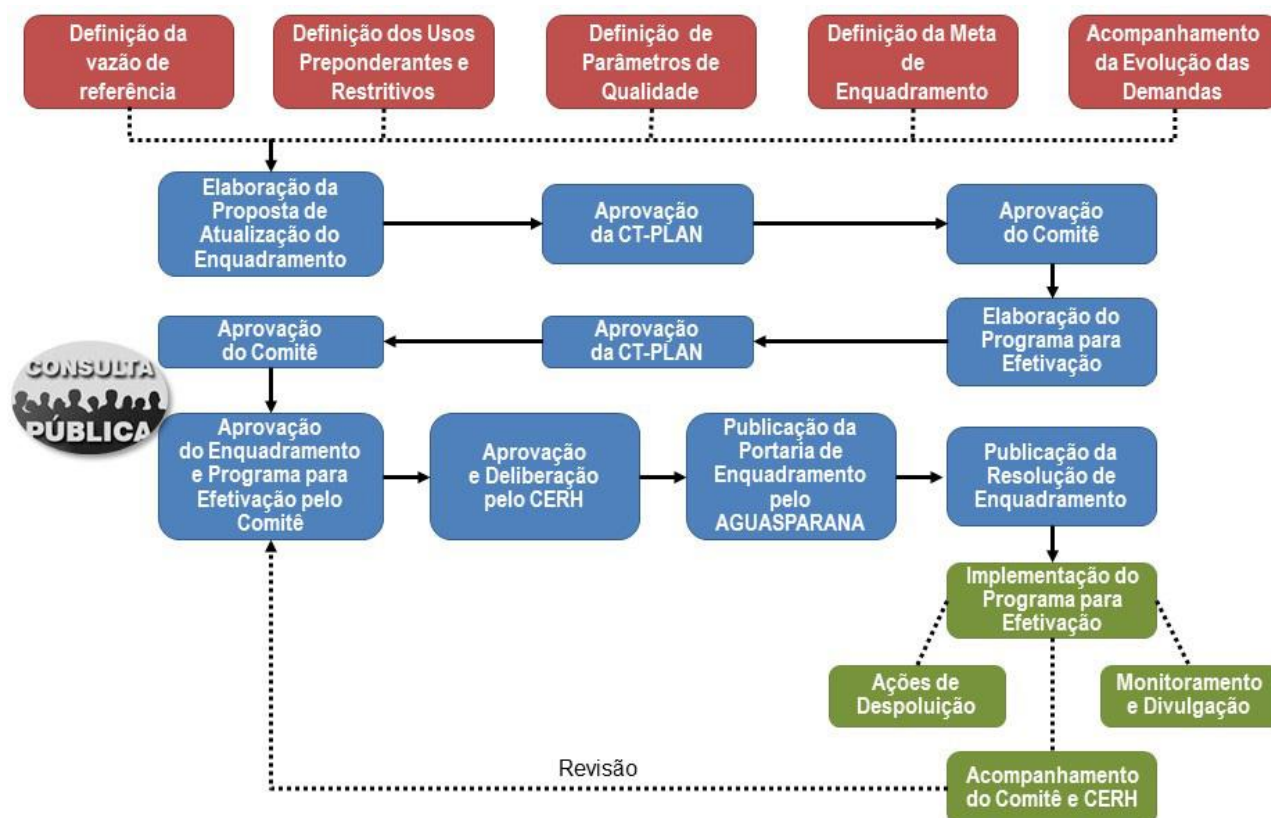 Definição da
vazão de
referência
Definição dos Usos
Preponderantes e
Restritivos
Definição de
Parâmetros de
Qualidade
Definição da Meta
de
Enquadramento
Acompanhamento
da Evolução das
Demandas
Elaboração da
Proposta de
Atualização do
Enquadramento
Aprovação
da CT-PLAN
Aprovação
do Comitê
Elaboração do
Programa para
Efetivação
Aprovação
da CT-PLAN
Aprovação
do Comitê
CONSULTA
PÚBLICA
Aprovação
do Enquadramento
e Programa para
Efetivação pelo
Comitê
Aprovação
e Deliberação
pelo CERH
Publicação da
Portaria de
Enquadramento
pelo
AGUASPARANA
Publicação da
Resolução de
Enquadramento
Implementação do
Programa para
Efetivação
Ações de
Despoluição
Monitoramento
e Divulgação
Acompanhamento
do Comitê e CERH
Revisão